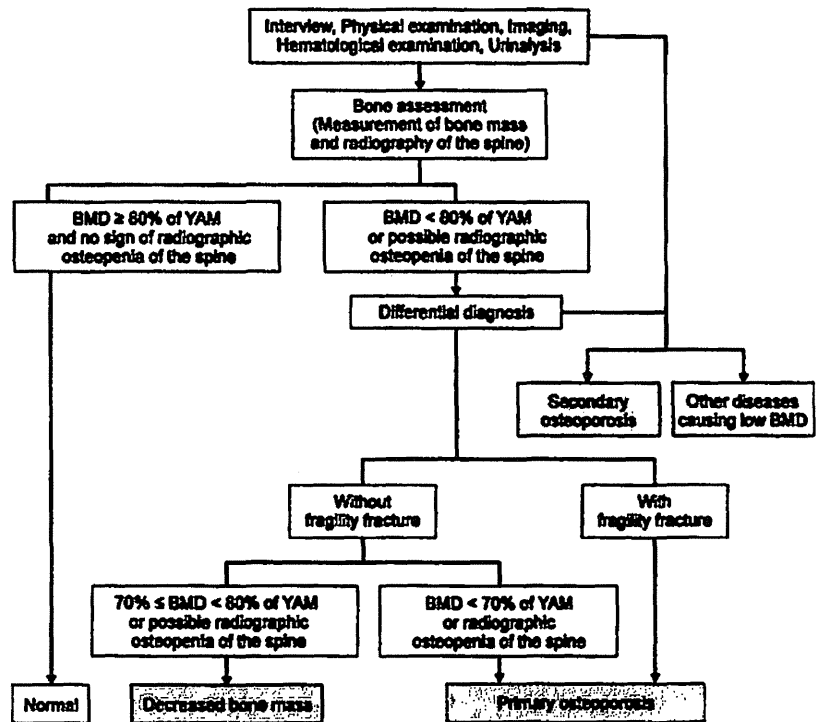 Interview, Physical examination, Imaging,
Hematological examination, Urinalysis
Bone assessment
(Measurement of bone mass
and radiography of the spine)
BMD ≥ 80% of YAM
and no sign of radiographic
osteopenia of the spine
BMD < 80% of YAM
or possible radiographic
osteopenia of the spine
Differential diagnosis
Secondary
osteoporosis
Other diseases
causing low BMD
Without
fragility fracture
With
fragility fracture
70% ≤ BMD < 80% of YAM
or possible radiographic
osteopenia of the spine
BMD < 70% of YAM
or radiographic
osteopenia of the spine
Normal
Decreased bone mass
Primary osteoporosis